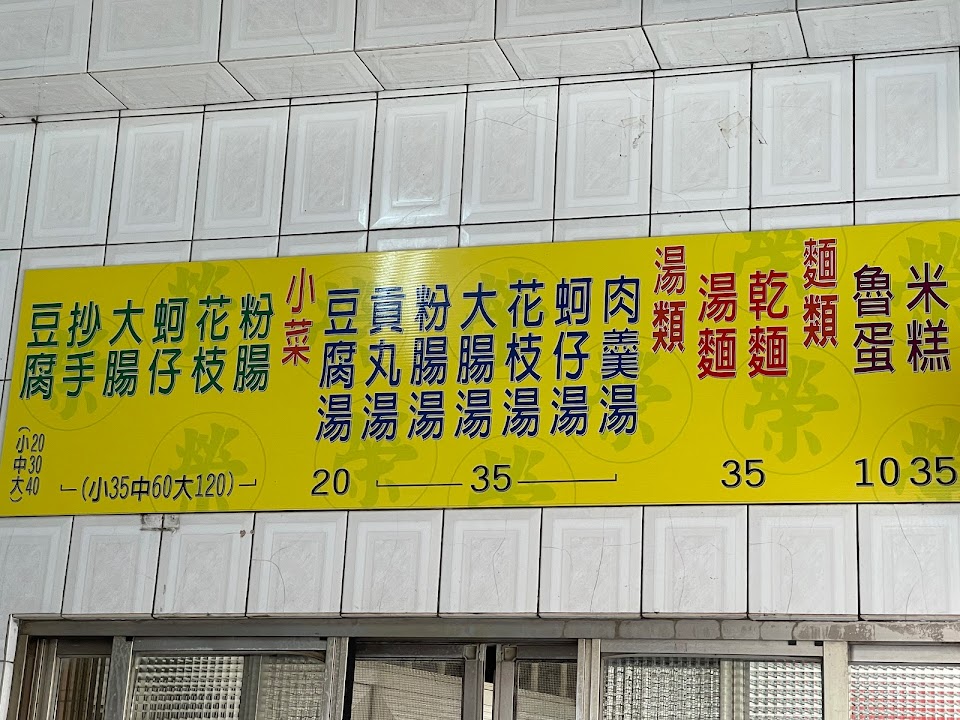 米糕
35
魯蛋
10
麵類
乾麵
湯麵
35
湯類
肉羹湯
蚵仔湯
花枝湯
大腸湯
粉腸湯
貢丸湯
35
豆腐湯
20
小菜
粉腸
花枝
蚵仔
大腸
抄手
(小35中60大120)
豆腐
(小20
中30
大40)
榮